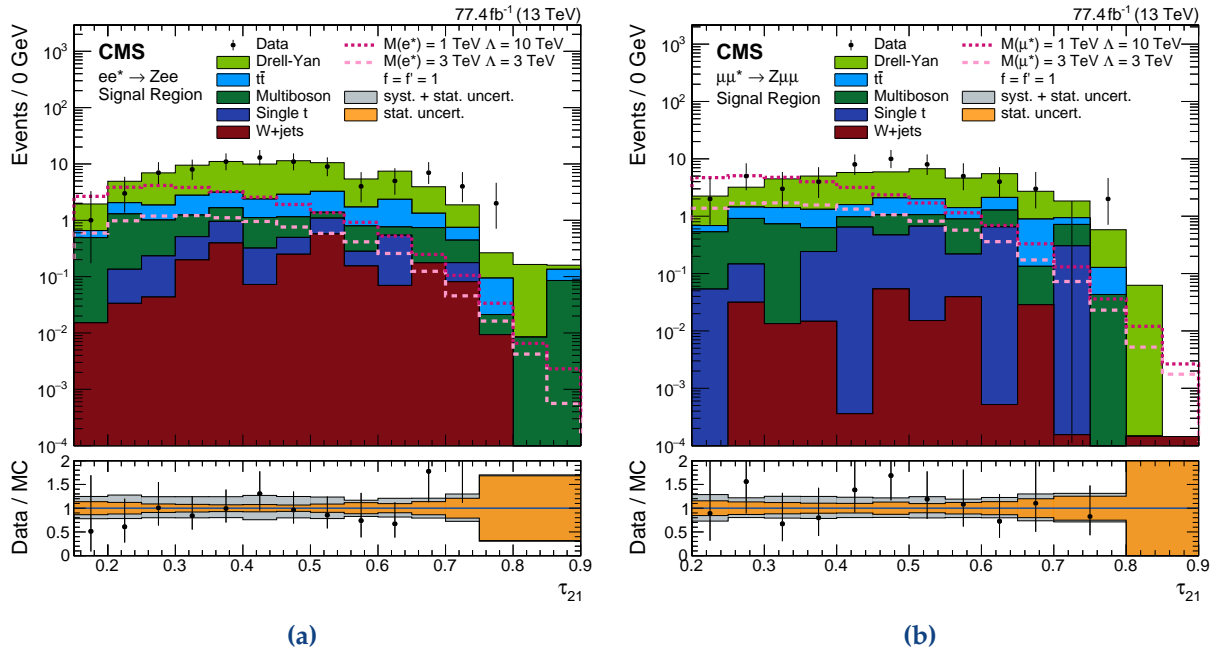 77.4 fb⁻¹ (13 TeV)
CMS
ee* → Zee
Signal Region
Data
Drell-Yan
tt̄
Multiboson
Single t
W+jets
M(e*) = 1 TeV Λ = 10 TeV
M(e*) = 3 TeV Λ = 3 TeV
f = f' = 1
syst. + stat. uncert.
stat. uncert.
Events / 0 GeV
10³
10²
10
1
10⁻¹
10⁻²
10⁻³
10⁻⁴
Data / MC
2
1.5
1
0.5
0
0.2 0.3 0.4 0.5 0.6 0.7 0.8 0.9
τ₂₁
(a)
77.4 fb⁻¹ (13 TeV)
CMS
μμ* → Zμμ
Signal Region
Data
Drell-Yan
tt̄
Multiboson
Single t
W+jets
M(μ*) = 1 TeV Λ = 10 TeV
M(μ*) = 3 TeV Λ = 3 TeV
f = f' = 1
syst. + stat. uncert.
stat. uncert.
Events / 0 GeV
10³
10²
10
1
10⁻¹
10⁻²
10⁻³
10⁻⁴
Data / MC
2
1.5
1
0.5
0
0.2 0.3 0.4 0.5 0.6 0.7 0.8 0.9
τ₂₁
(b)